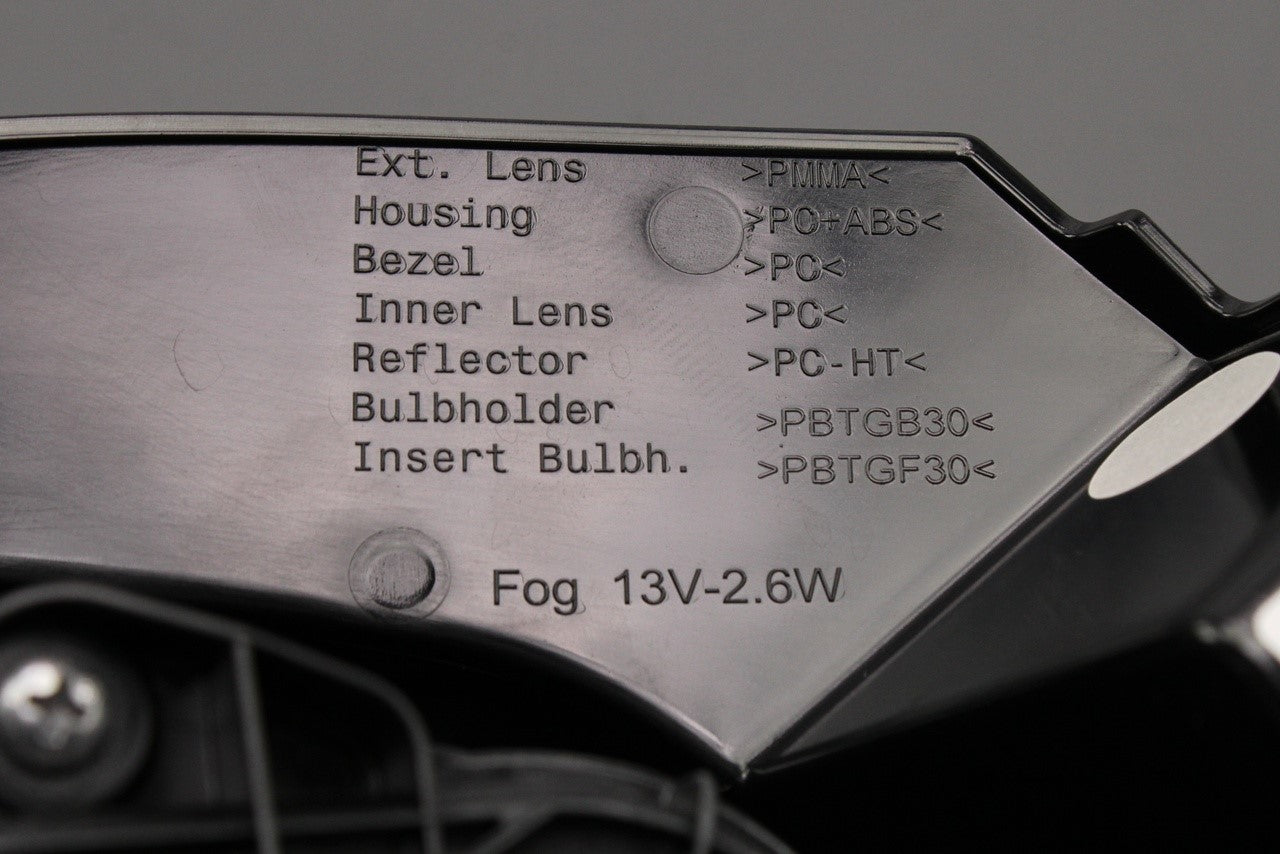 Ext. Lens >PMMA<
Housing >PC+ABS<
Bezel >PC<
Inner Lens >PC<
Reflector >PC-HT<
Bulbholder >PBTGB30<
Insert Bulbh. >PBTGF30<
Fog 13V-2.6W